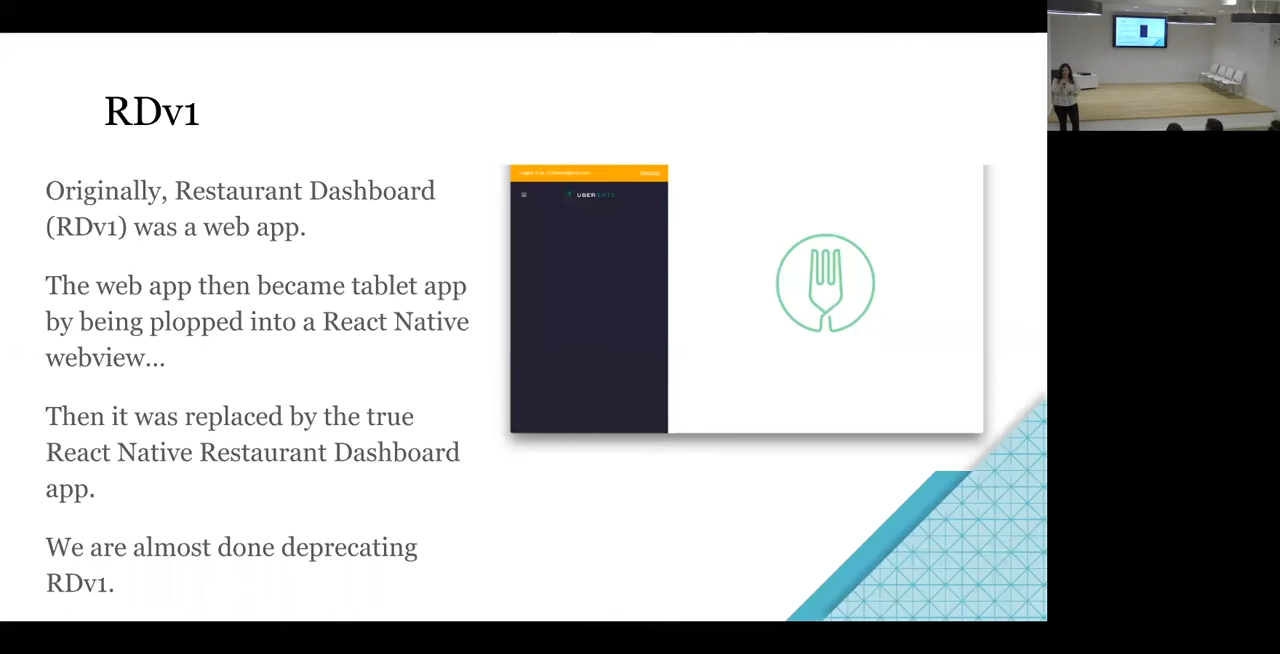 RDv1
Originally, Restaurant Dashboard
(RDv1) was a web app.
The web app then became tablet app
by being plopped into a React Native
webview...
Then it was replaced by the true
React Native Restaurant Dashboard
app.
We are almost done deprecating
RDv1.
UBER EATS